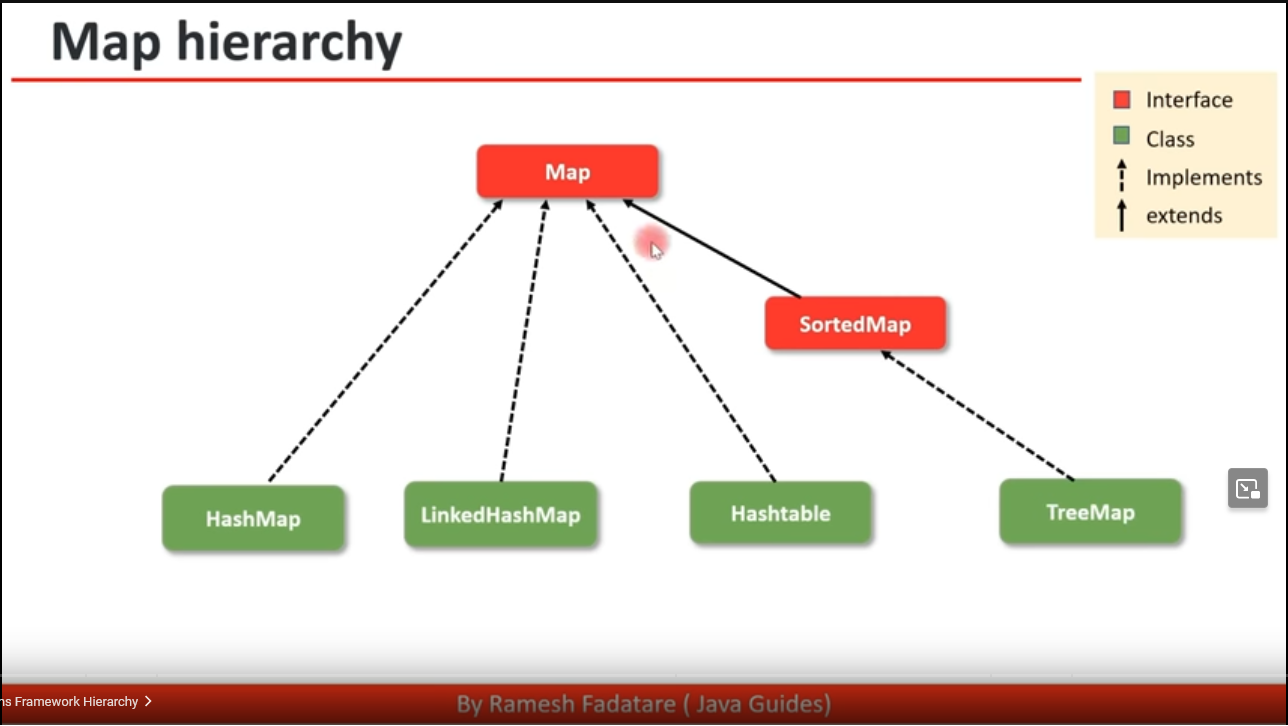 Map hierarchy
Interface
Class
Implements
extends
Map
SortedMap
HashMap
LinkedHashMap
Hashtable
TreeMap
ns Framework Hierarchy
By Ramesh Fadatare ( Java Guides)